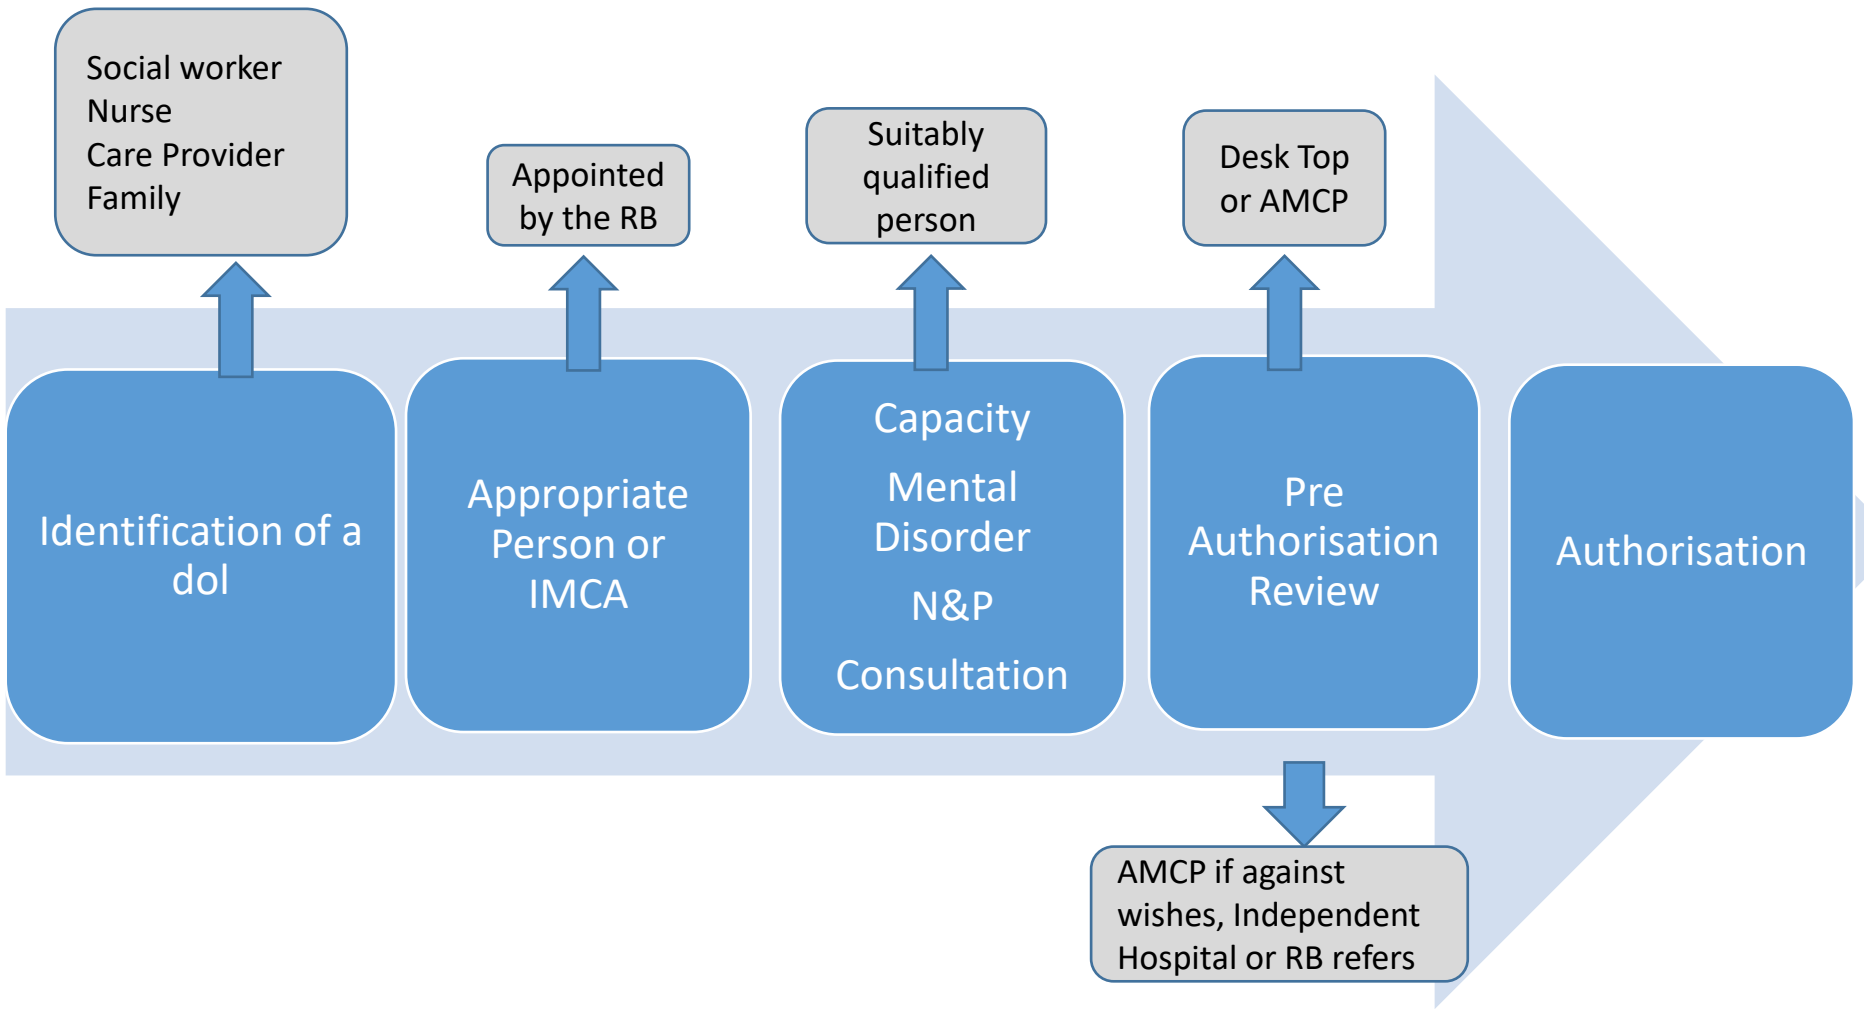 Social worker
Nurse
Care Provider
Family
Appointed
by the RB
Suitably
qualified
person
Desk Top
or AMCP
Identification of a
dol
Appropriate
Person or
IMCA
Capacity
Mental
Disorder
N&P
Consultation
Pre
Authorisation
Review
Authorisation
AMCP if against
wishes, Independent
Hospital or RB refers